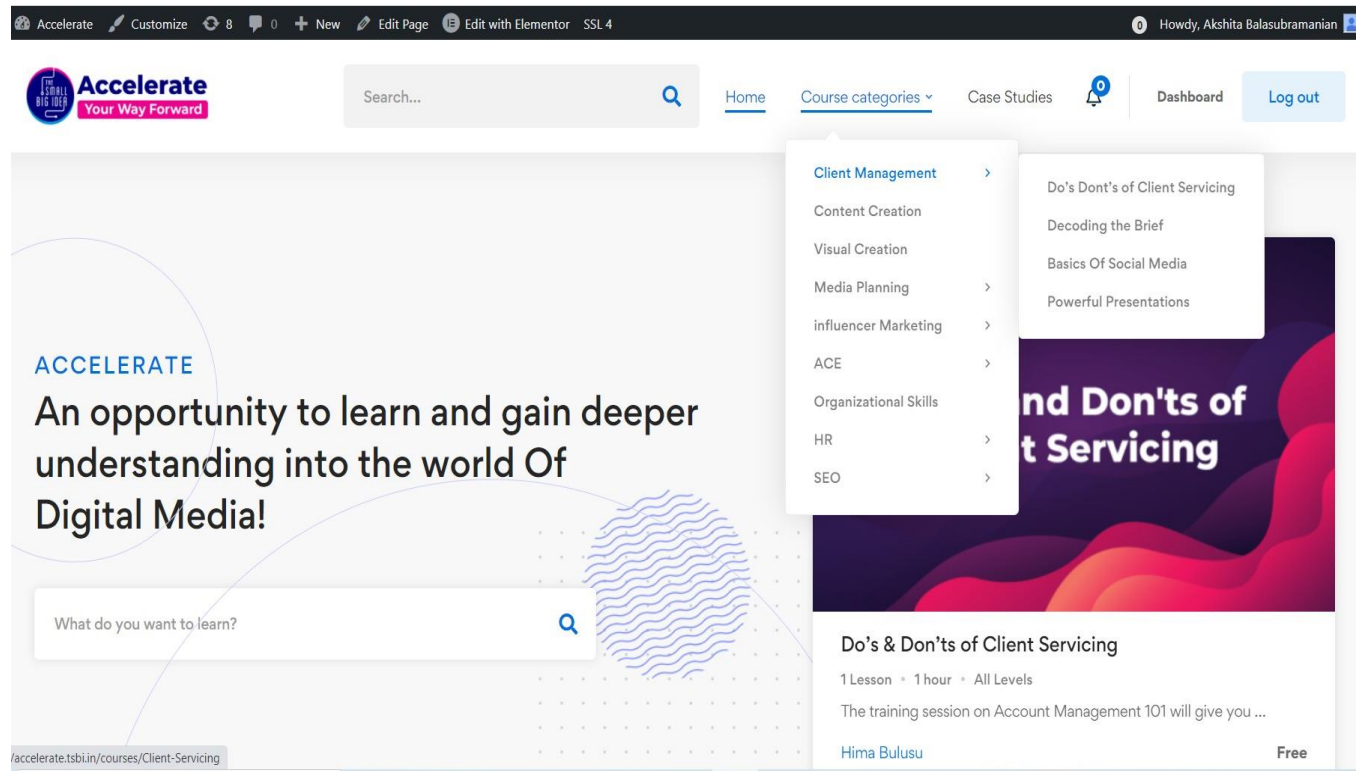 Accelerate Customize 8 0 New Edit Page Edit with Elementor SSL 4 0 Howdy, Akshita Balasubramanian
THE
SMALL
BIG IDEA
Accelerate
Your Way Forward
Search...
Home Course categories Case Studies 0 Dashboard Log out
Client Management
Content Creation
Visual Creation
Media Planning
influencer Marketing
ACE
Organizational Skills
HR
SEO
Do's Dont's of Client Servicing
Decoding the Brief
Basics Of Social Media
Powerful Presentations
ACCELERATE
An opportunity to learn and gain deeper
understanding into the world Of
Digital Media!
What do you want to learn?
nd Don'ts of
t Servicing
Do's & Don'ts of Client Servicing
1 Lesson • 1 hour • All Levels
The training session on Account Management 101 will give you ...
Hima Bulusu Free
/accelerate.tsbi.in/courses/Client-Servicing